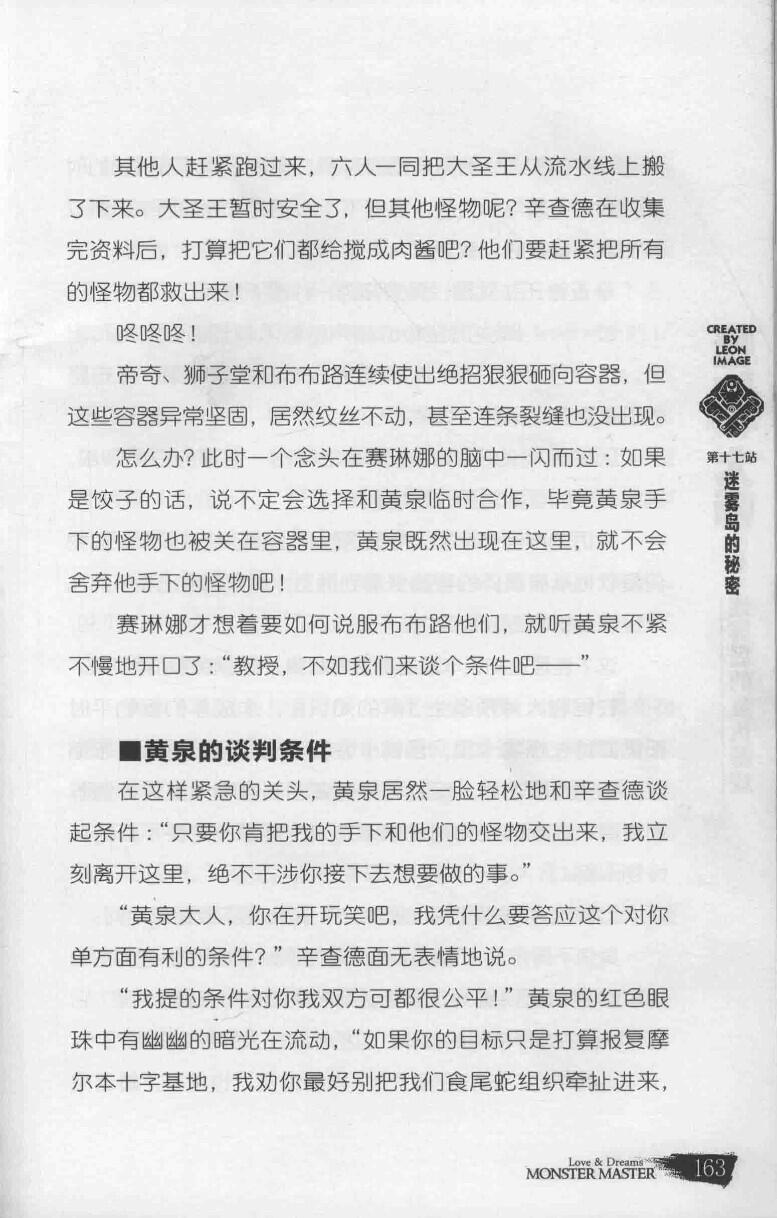 其他人赶紧跑过来，六人一同把大圣王从流水线上搬
了下来。大圣王暂时安全了，但其他怪物呢？辛查德在收集
完资料后，打算把它们都给搅成肉酱吧？他们要赶紧把所有
的怪物都救出来！
咚咚咚！
帝奇、狮子堂和布布路连续使出绝招狠狠砸向容器，但
这些容器异常坚固，居然纹丝不动，甚至连条裂缝也没出现。
怎么办？此时一个念头在赛琳娜的脑中一闪而过：如果
是饺子的话，说不定会选择和黄泉临时合作，毕竟黄泉手
下的怪物也被关在容器里，黄泉既然出现在这里，就不会
舍弃他手下的怪物吧！
赛琳娜才想着要如何说服布布路他们，就听黄泉不紧
不慢地开口了：“教授，不如我们来谈个条件吧——”
■黄泉的谈判条件
在这样紧急的关头，黄泉居然一脸轻松地和辛查德谈
起条件：“只要你肯把我的手下和他们的怪物交出来，我立
刻离开这里，绝不干涉你接下去想要做的事。”
“黄泉大人，你在开玩笑吧，我凭什么要答应这个对你
单方面有利的条件？”辛查德面无表情地说。
“我提的条件对你我双方可都很公平！”黄泉的红色眼
珠中有幽幽的暗光在流动，“如果你的目标只是打算报复摩
尔本十字基地，我劝你最好别把我们食尾蛇组织牵扯进来，
CREATED
BY
LEON
IMAGE
第十七站
迷雾岛的秘密
Love & Dreams
MONSTER MASTER
163